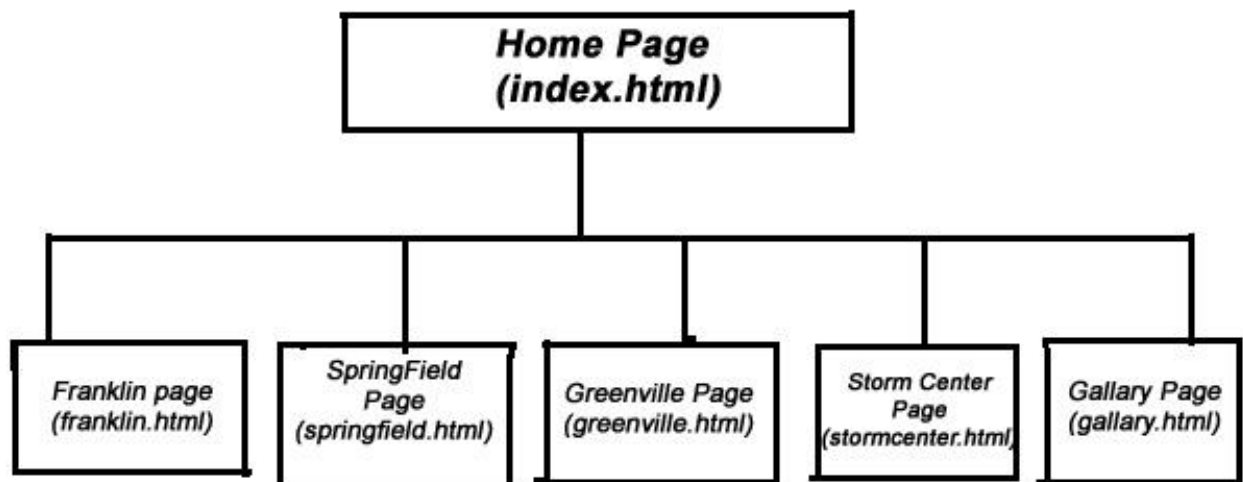 Home Page
(index.html)
Franklin page
(franklin.html)
SpringField
Page
(springfield.html)
Greenville Page
(greenville.html)
Storm Center
Page
(stormcenter.html)
Gallary Page
(gallary.html)